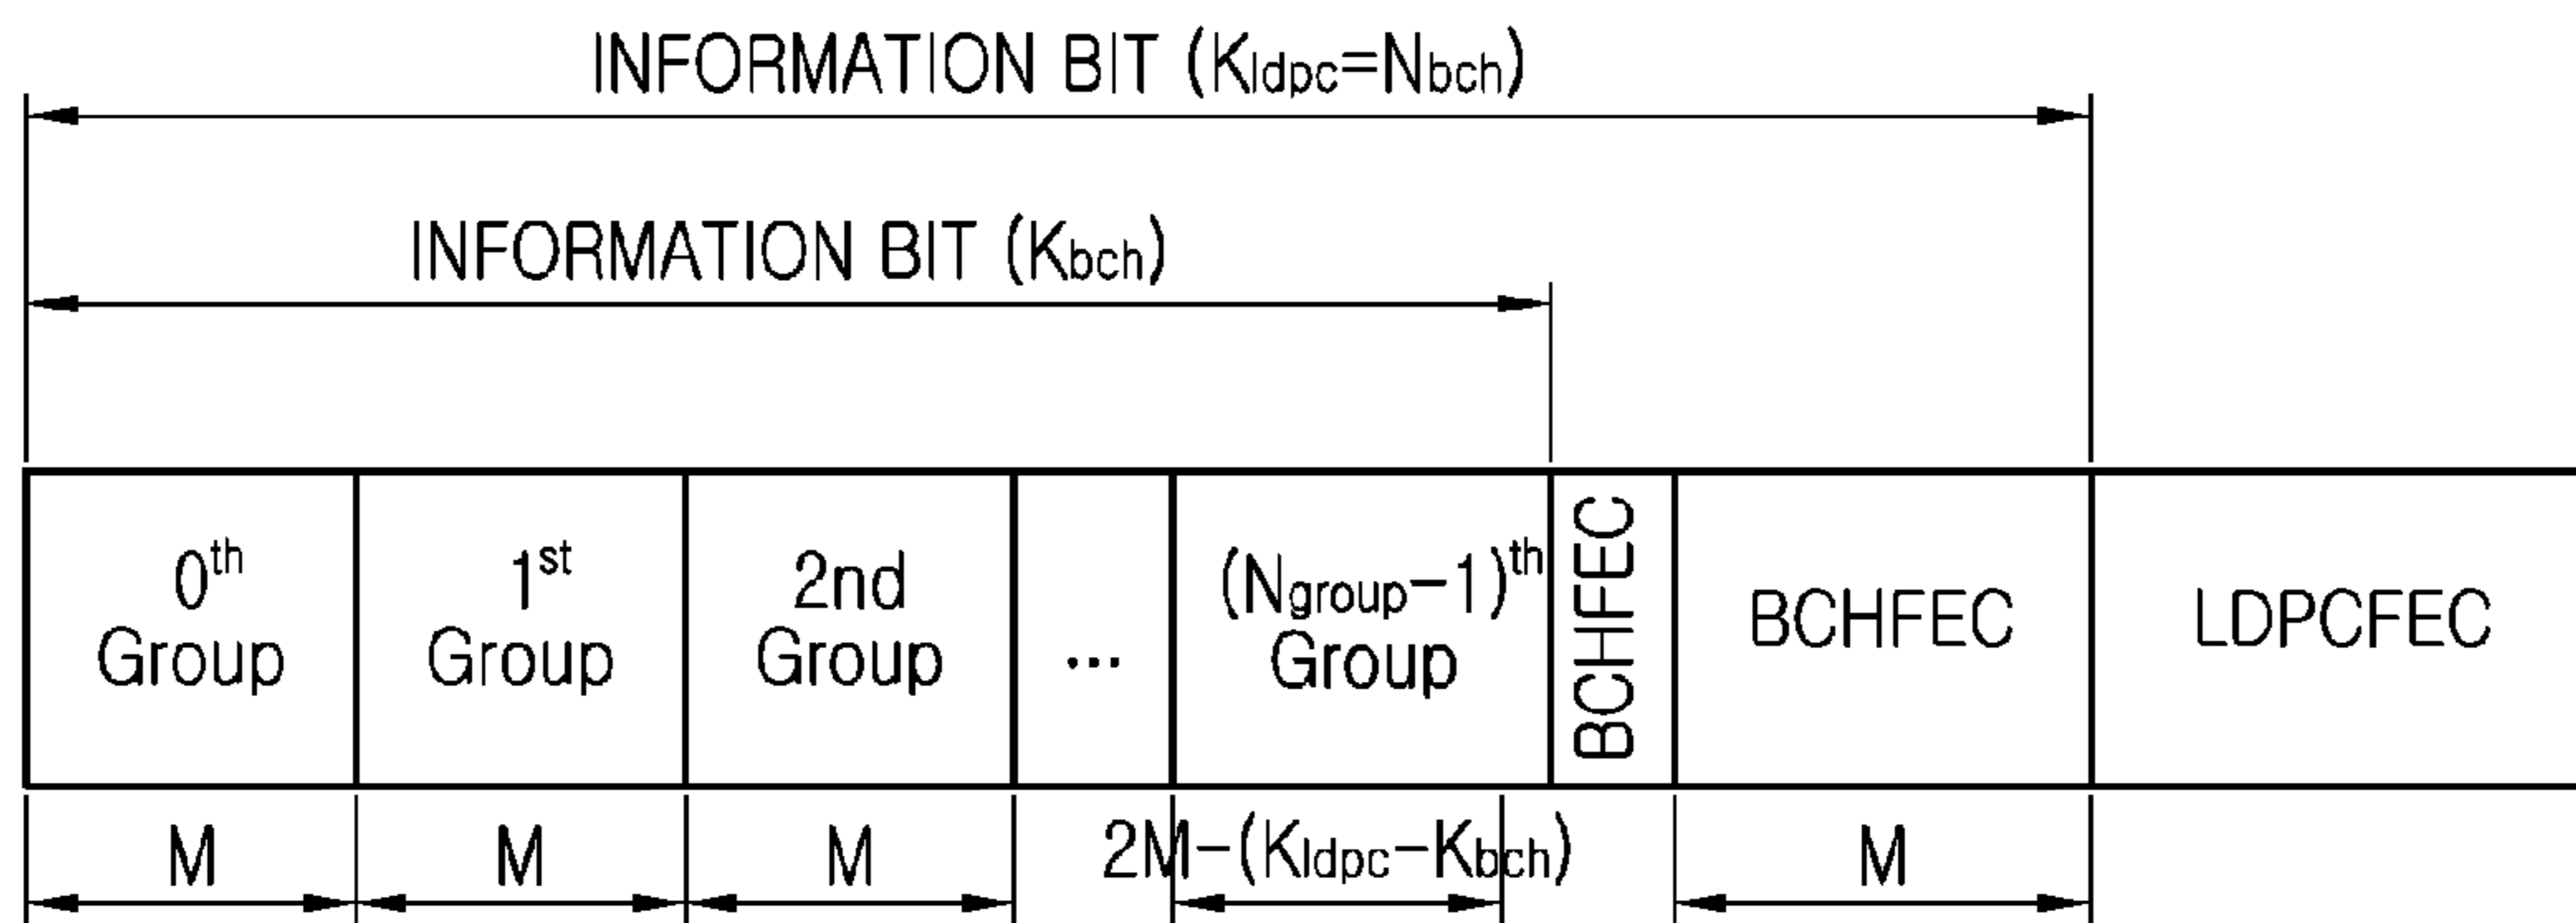 INFORMATION BIT (Kldpc=Nbch)
INFORMATION BIT (Kbch)
0th
Group
1st
Group
2nd
Group
...
(Ngroup-1)th
Group
BCHFEC
BCHFEC
LDPCFEC
M
M
M
2M-(Kldpc-Kbch)
M